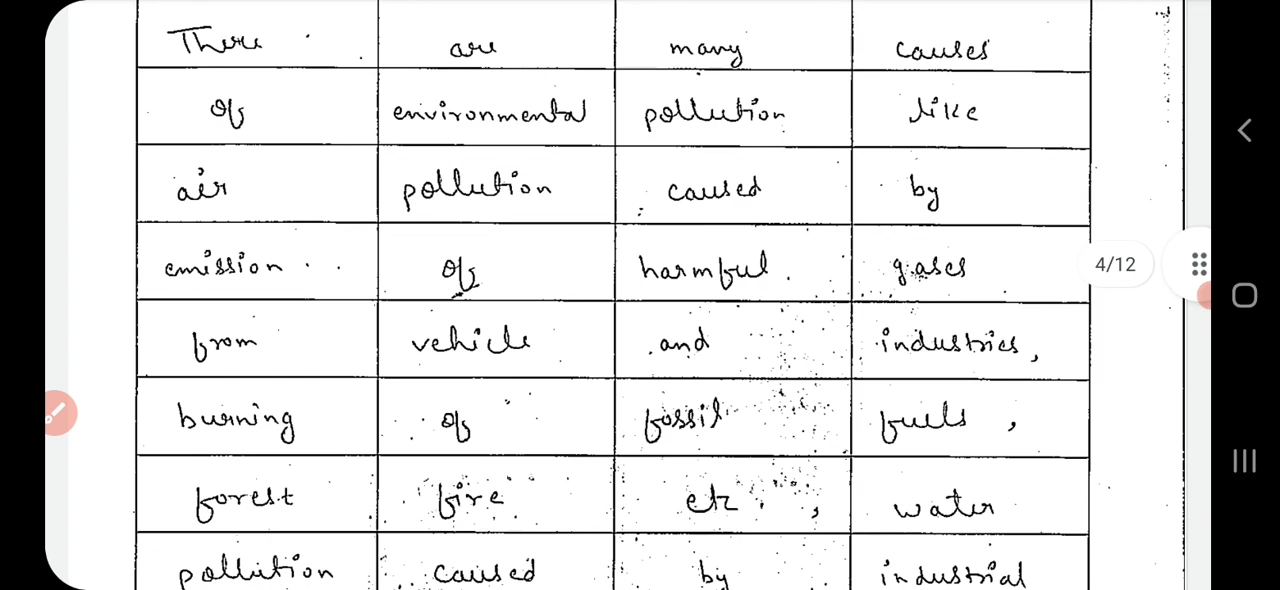 There are many causes
of environmental pollution like
air pollution caused by
emission of harmful gases
from vehicle and industries,
burning of fossil fuels,
forest fire etc., water
pollution caused by industrial
4/12